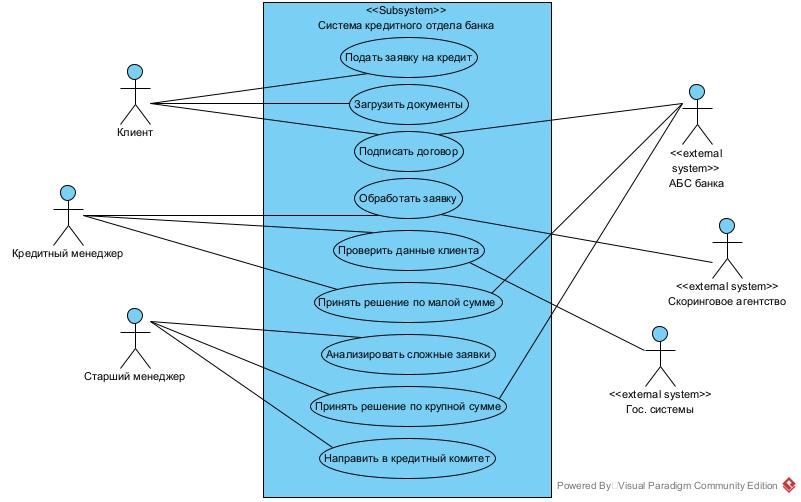 <<Subsystem>>
Система кредитного отдела банка
Подать заявку на кредит
Загрузить документы
Клиент
Подписать договор
<<external
system>>
АБС банка
Обработать заявку
Кредитный менеджер
Проверить данные клиента
<<external system>>
Скоринговое агентство
Принять решение по малой сумме
Анализировать сложные заявки
Старший менеджер
<<external system>>
Гос. системы
Принять решение по крупной сумме
Направить в кредитный комитет
Powered By Visual Paradigm Community Edition